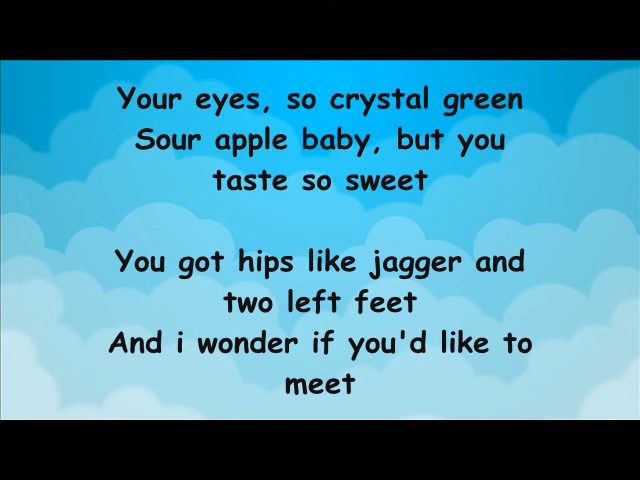 Your eyes, so crystal green
Sour apple baby, but you
taste so sweet
You got hips like jagger and
two left feet
And i wonder if you'd like to
meet